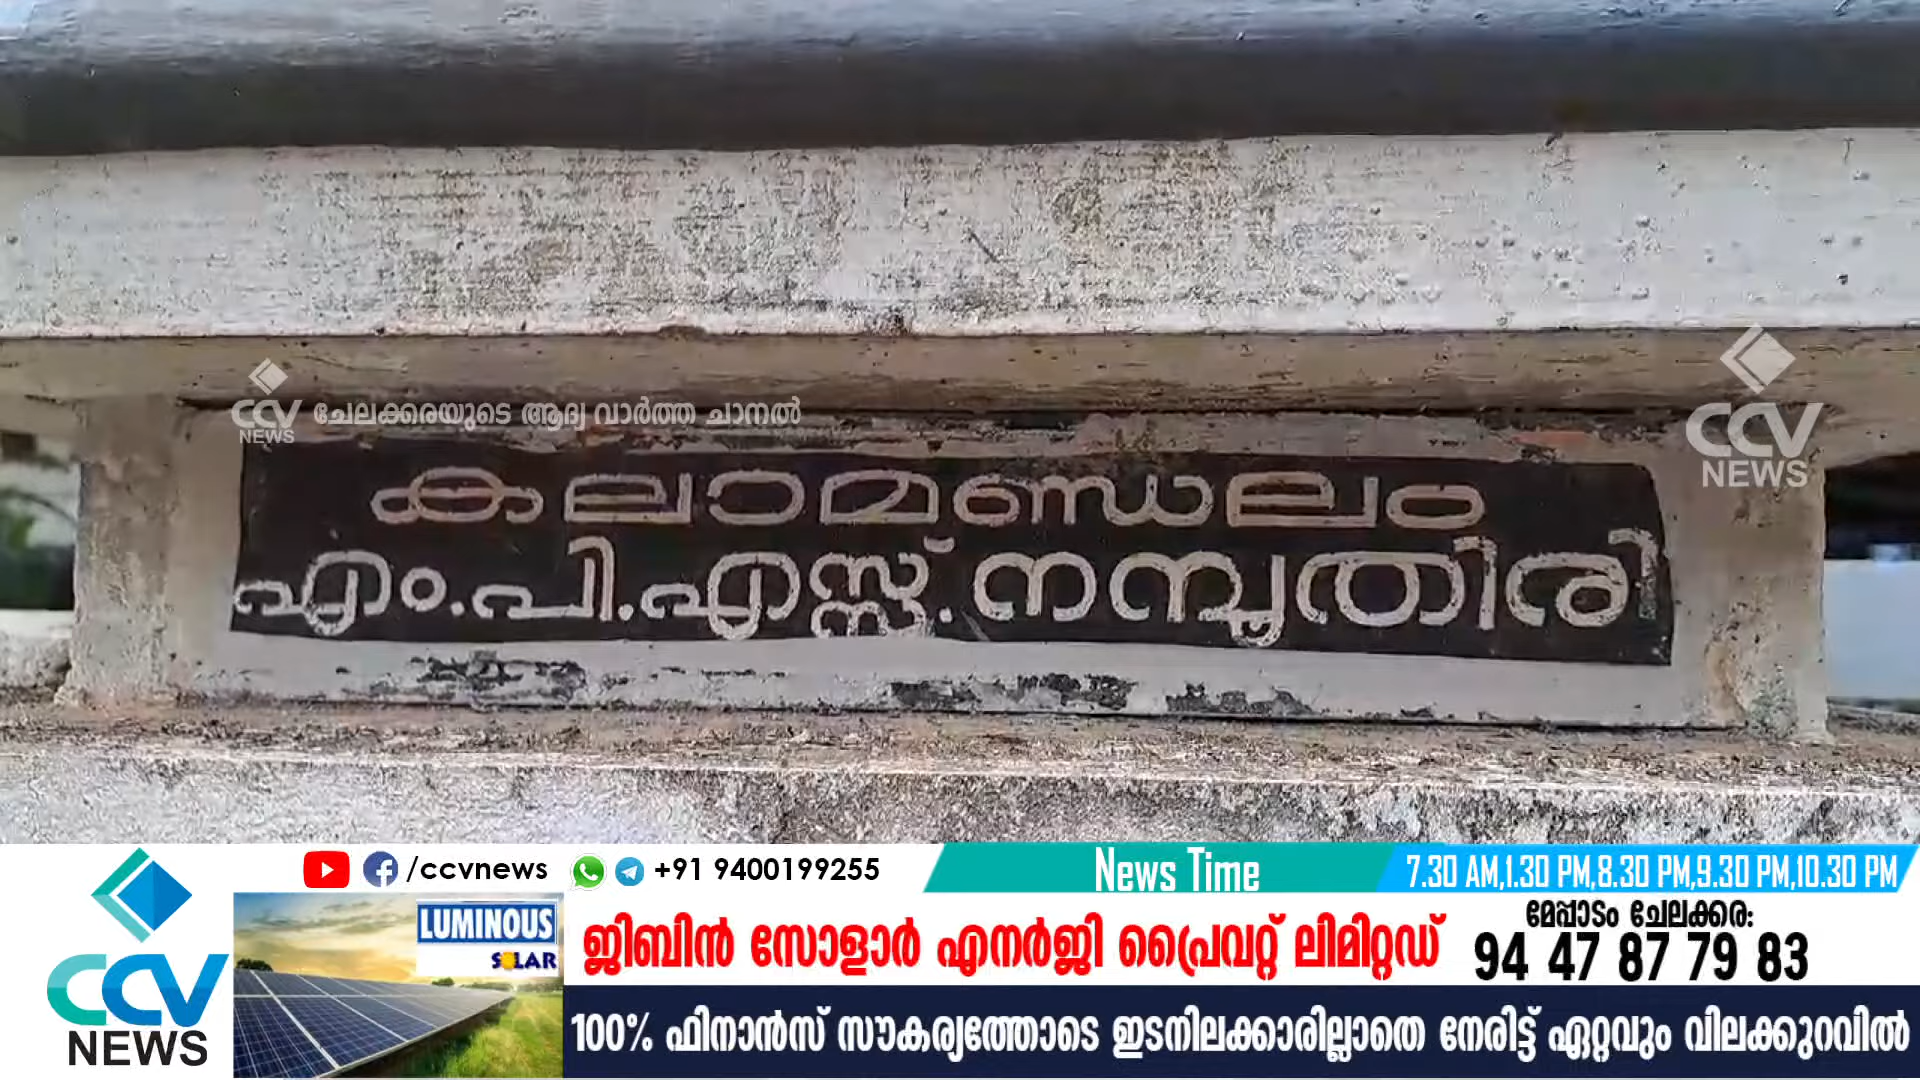 CCV NEWS ചേലക്കരയുടെ ആദ്യ വാർത്ത ചാനൽ
CCV NEWS
കലാമണ്ഡലം
എം.പി.എസ്സ്. നമ്പൂതിരി
/ccvnews +91 9400199255
News Time 7.30 AM,1.30 PM,8.30 PM,9.30 PM,10.30 PM
CCV NEWS
LUMINOUS SOLAR
ജിബിൻ സോളാർ എനർജി പ്രൈവറ്റ് ലിമിറ്റഡ്
മേപ്പാടം ചേലക്കര:
94 47 87 79 83
100% ഫിനാൻസ് സൗകര്യത്തോടെ ഇടനിലക്കാരില്ലാതെ നേരിട്ട് ഏറ്റവും വിലക്കുറവിൽ